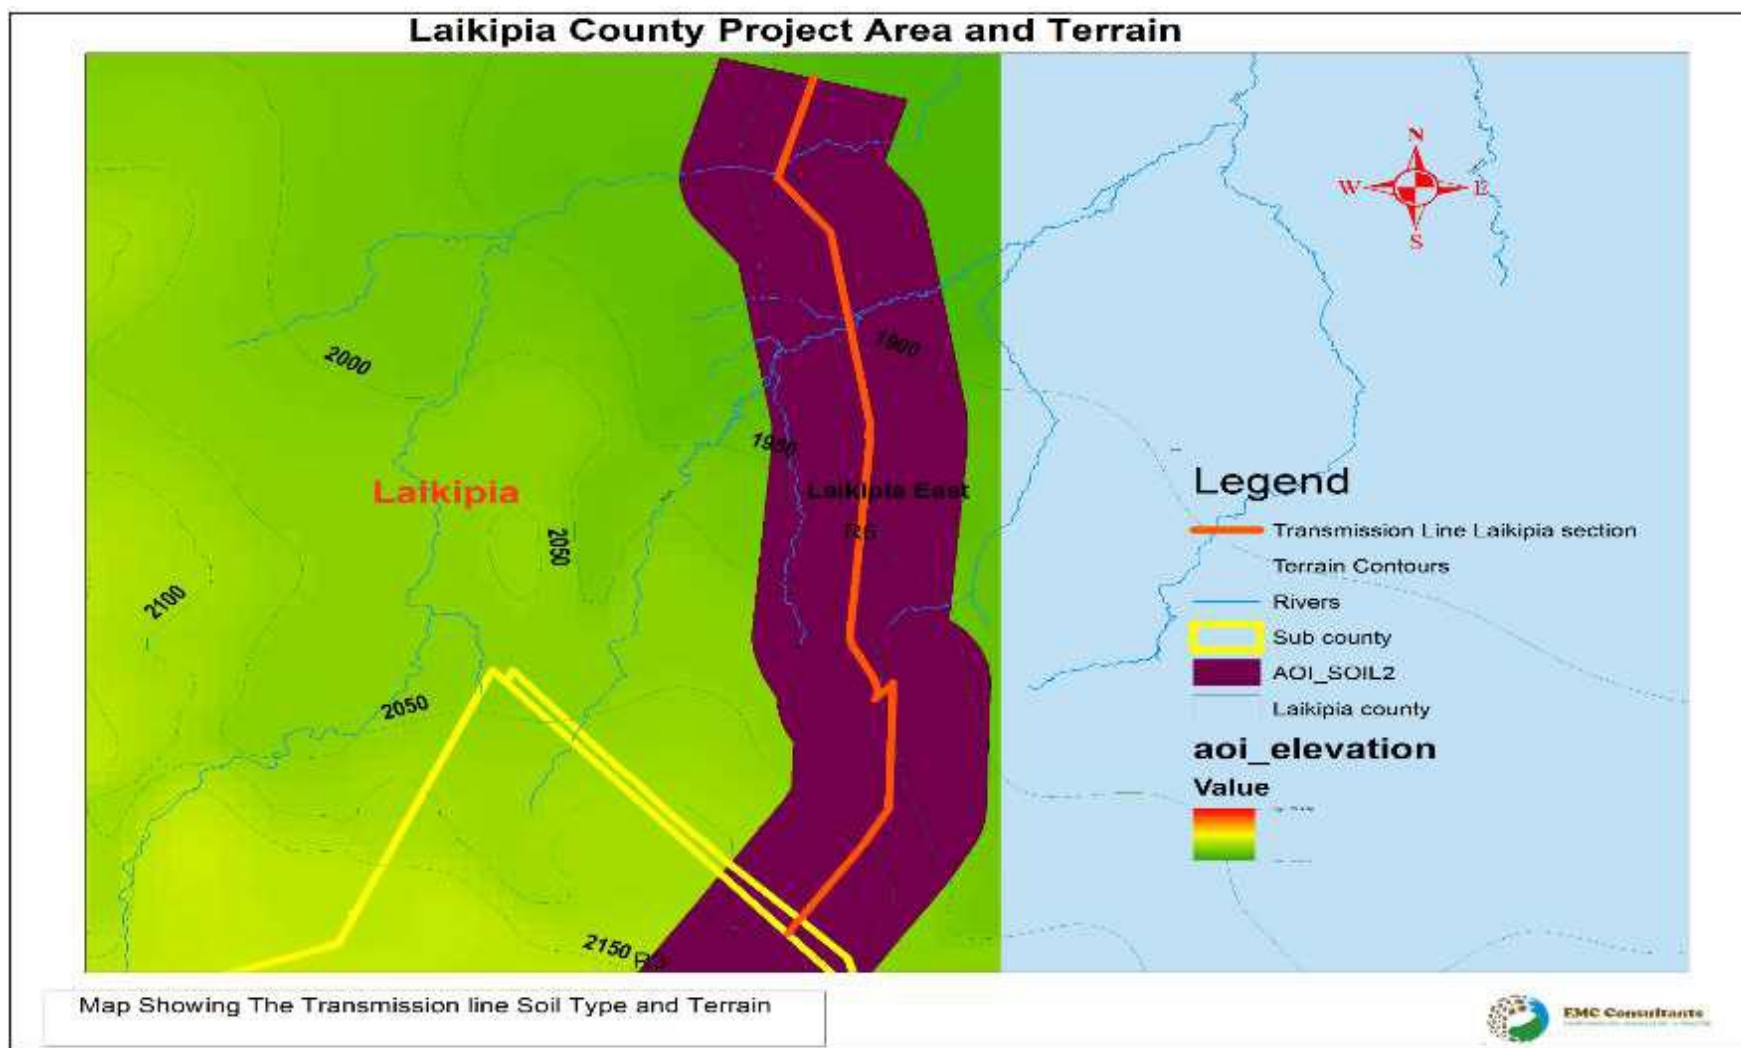 Laikipia County Project Area and Terrain
N
W
E
S
2000
1900
1950
Laikipia
Laikipia East
R5
2050
2100
2050
2150
Legend
Transmission Line Laikipia section
Terrain Contours
Rivers
Sub county
AOI_SOIL2
Laikipia county
aoi_elevation
Value
Map Showing The Transmission line Soil Type and Terrain
EMC Consultants